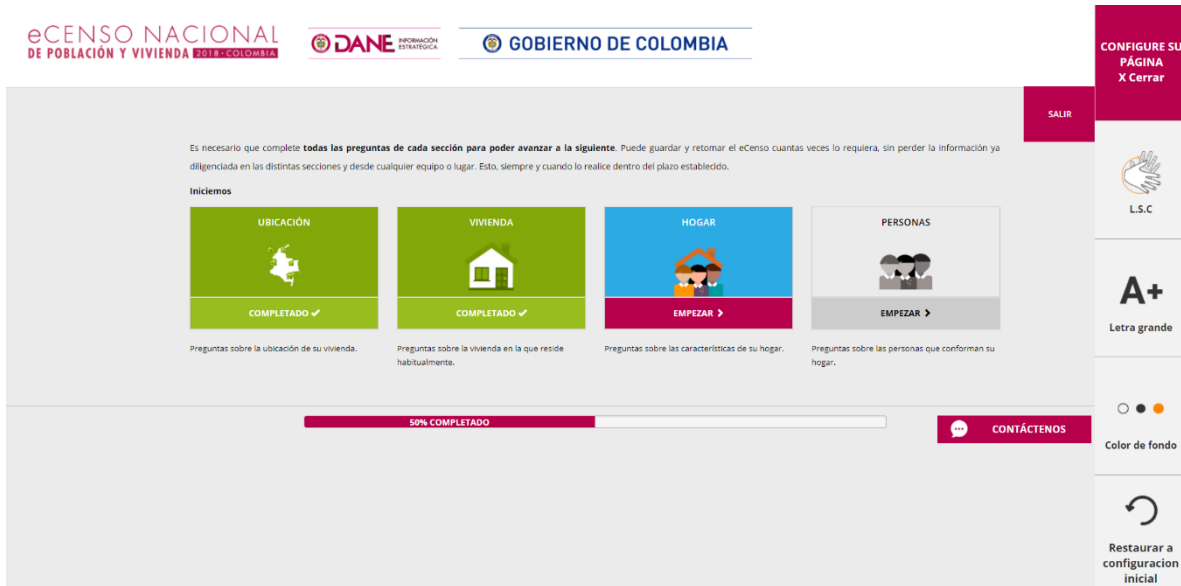 eCENSO NACIONAL
DE POBLACIÓN Y VIVIENDA 2018 · COLOMBIA
DANE INFORMACIÓN
ESTRATÉGICA
GOBIERNO DE COLOMBIA
CONFIGURE SU
PÁGINA
X Cerrar
SALIR
Es necesario que complete todas las preguntas de cada sección para poder avanzar a la siguiente. Puede guardar y retomar el eCenso cuantas veces lo requiera, sin perder la información ya
diligenciada en las distintas secciones y desde cualquier equipo o lugar. Esto, siempre y cuando lo realice dentro del plazo establecido.
Iniciemos
UBICACIÓN
COMPLETADO
Preguntas sobre la ubicación de su vivienda.
VIVIENDA
COMPLETADO
Preguntas sobre la vivienda en la que reside
habitualmente.
HOGAR
EMPEZAR
Preguntas sobre las características de su hogar.
PERSONAS
EMPEZAR
Preguntas sobre las personas que conforman su
hogar.
50% COMPLETADO
CONTÁCTENOS
L.S.C
A+
Letra grande
Color de fondo
Restaurar a
configuracion
inicial